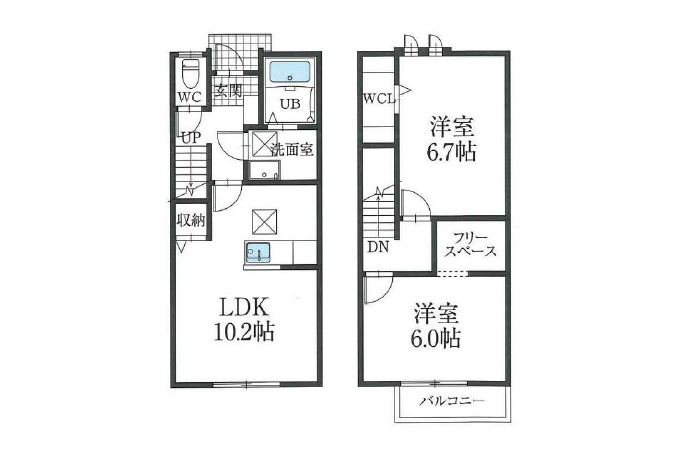 WC
玄関
UB
UP
洗面室
収納
LDK
10.2帖
WCL
洋室
6.7帖
DN
フリー
スペース
洋室
6.0帖
バルコニー